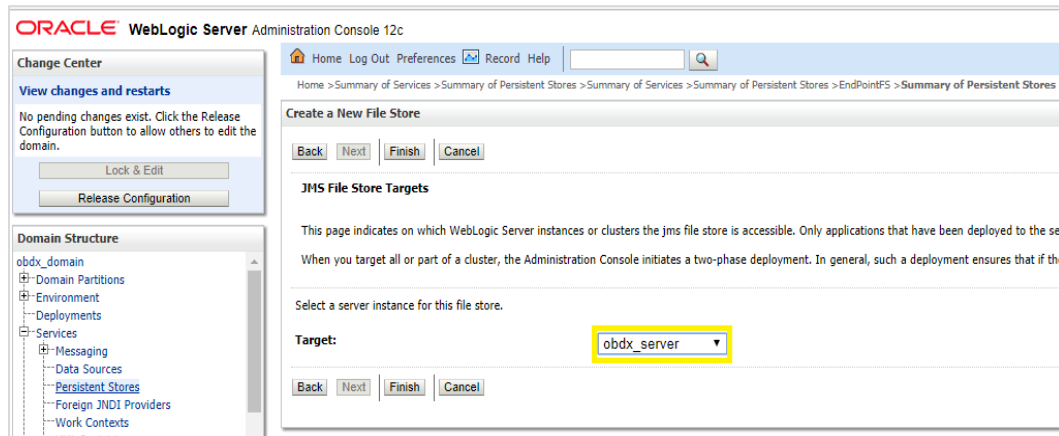 ORACLE WebLogic Server Administration Console 12c
Change Center
View changes and restarts
No pending changes exist. Click the Release
Configuration button to allow others to edit the
domain.
Lock & Edit
Release Configuration
Domain Structure
obdx_domain
Domain Partitions
Environment
Deployments
Services
Messaging
Data Sources
Persistent Stores
Foreign JNDI Providers
Work Contexts
Home Log Out Preferences Record Help
Home >Summary of Services >Summary of Persistent Stores >Summary of Services >Summary of Persistent Stores >EndPointFS >Summary of Persistent Stores
Create a New File Store
Back Next Finish Cancel
JMS File Store Targets
This page indicates on which WebLogic Server instances or clusters the jms file store is accessible. Only applications that have been deployed to the se
When you target all or part of a cluster, the Administration Console initiates a two-phase deployment. In general, such a deployment ensures that if the
Select a server instance for this file store.
Target: obdx_server
Back Next Finish Cancel